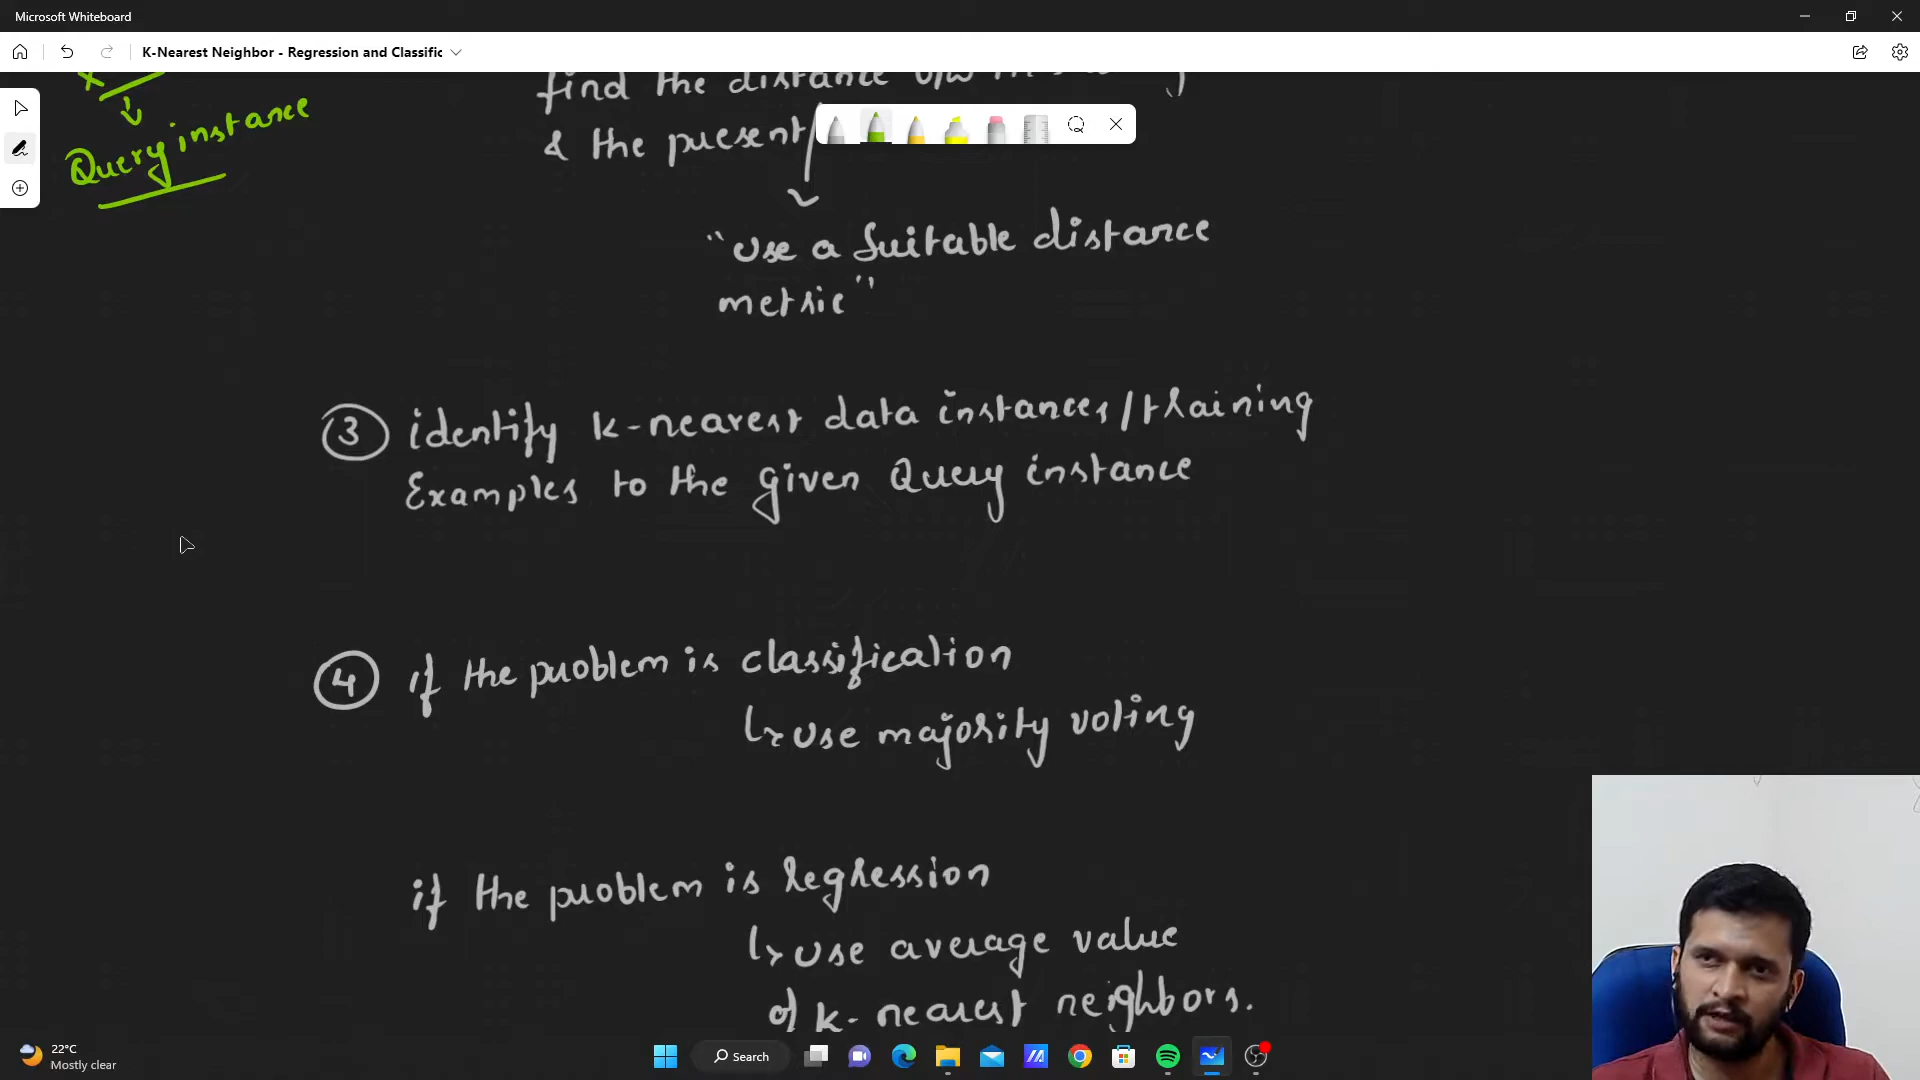 Microsoft Whiteboard
K-Nearest Neighbor - Regression and Classific
x
Query instance
find the distance b/w
& the present
"use a suitable distance
metric"
3 identify k-nearest data instances/training
Examples to the given Query instance
4 if the problem is classification
use majority voting
if the problem is regression
use average value
of k-nearest neighbors.
22°C
Mostly clear
Search